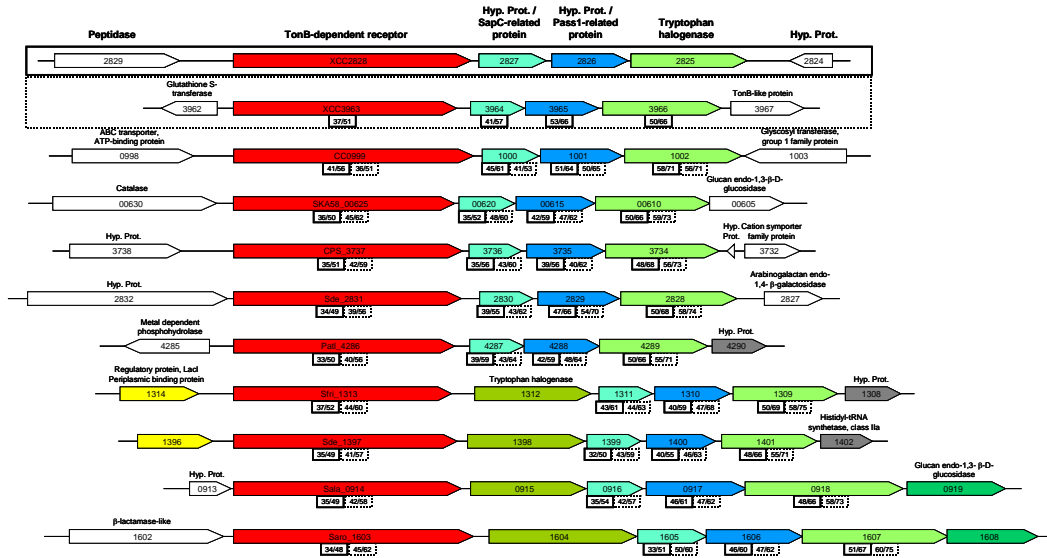 Peptidase TonB-dependent receptor Hyp. Prot. / SapC-related protein Hyp. Prot. / Pass1-related protein Tryptophan halogenase Hyp. Prot.
2829 XCC2828 2827 2826 2825 2824
Glutathione S-transferase TonB-like protein
3962 XCC3963 3964 3965 3966 3967
37/51 41/57 53/66 50/66
ABC transporter, ATP-binding protein Glyscosyl transferase, group 1 family protein
0998 CC0999 1000 1001 1002 1003
41/56 36/51 45/61 41/53 51/64 50/65 58/71 56/71
Catalase Glucan endo-1,3-β-D-glucosidase
00630 SKA58_00625 00620 00615 00610 00605
36/50 45/62 35/52 48/60 42/59 47/62 50/66 59/73
Hyp. Prot. Hyp. Prot. Cation symporter family protein
3738 CPS_3737 3736 3735 3734 3732
35/51 42/59 35/56 43/60 39/56 40/62 48/68 56/73
Hyp. Prot. Arabinogalactan endo-1,4- β-galactosidase
2832 Sde_2831 2830 2829 2828 2827
34/49 39/56 39/55 43/62 47/66 54/70 50/68 58/74
Metal dependent phosphohydrolase Hyp. Prot.
4285 Patl_4286 4287 4288 4289 4290
33/50 40/56 39/59 43/64 42/59 48/64 50/66 55/71
Regulatory protein, LacI Periplasmic binding protein Tryptophan halogenase Hyp. Prot.
1314 Sfri_1313 1312 1311 1310 1309 1308
37/52 44/60 43/61 44/63 40/59 47/68 50/69 58/75
Histidyl-tRNA synthetase, class IIa
1396 Sde_1397 1398 1399 1400 1401 1402
35/49 41/57 32/50 43/59 40/55 46/63 48/66 55/71
Hyp. Prot. Glucan endo-1,3- β-D-glucosidase
0913 0915 0916 0917 0918 0919
35/49 42/58 35/54 42/57 46/61 47/62 48/66 58/73
β-lactamase-like
1602 Saro_1603 1604 1605 1606 1607 1608
34/48 45/62 33/51 50/60 46/60 47/62 51/67 60/75